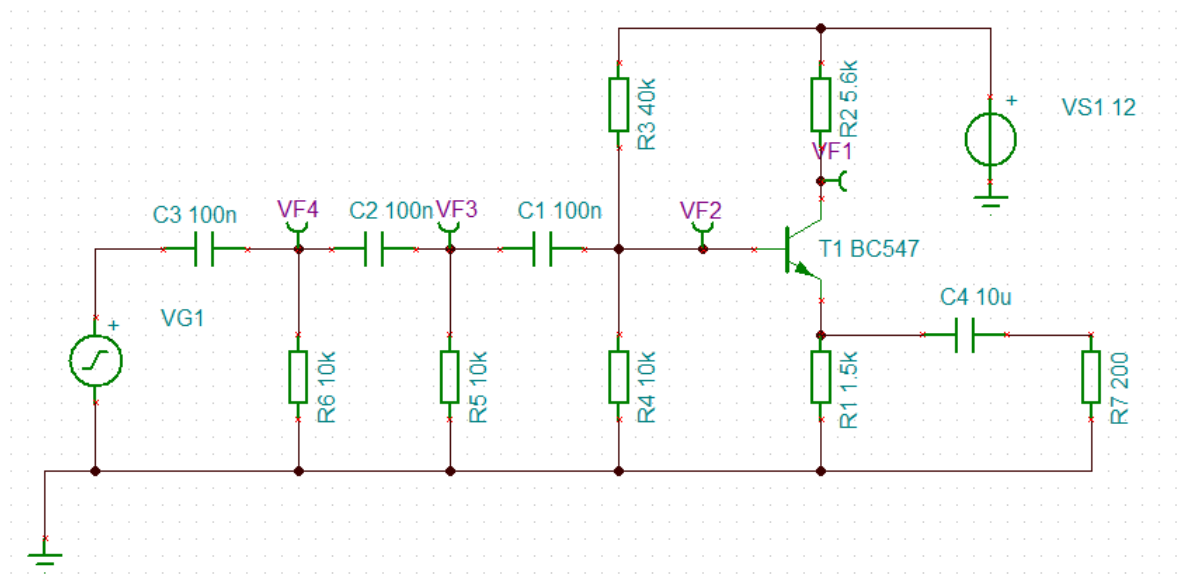 R3 40k
R2 5.6k
+
VS1 12
VF1
C3 100n
VF4
C2 100n
VF3
C1 100n
VF2
T1 BC547
C4 10u
+
VG1
R6 10k
R5 10k
R4 10k
R1 1.5k
R7 200